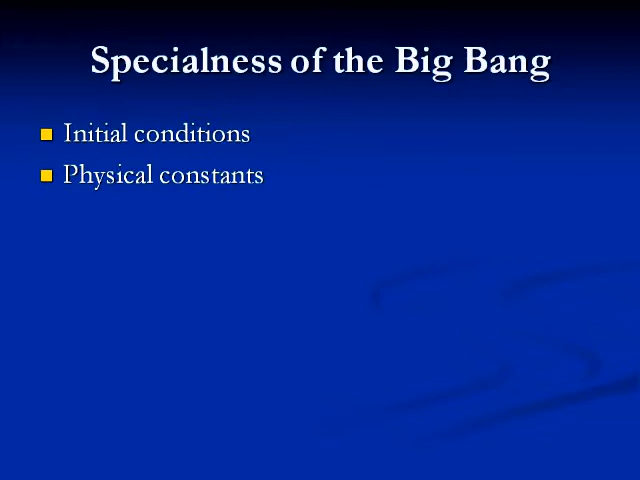 Specialness of the Big Bang
Initial conditions
Physical constants